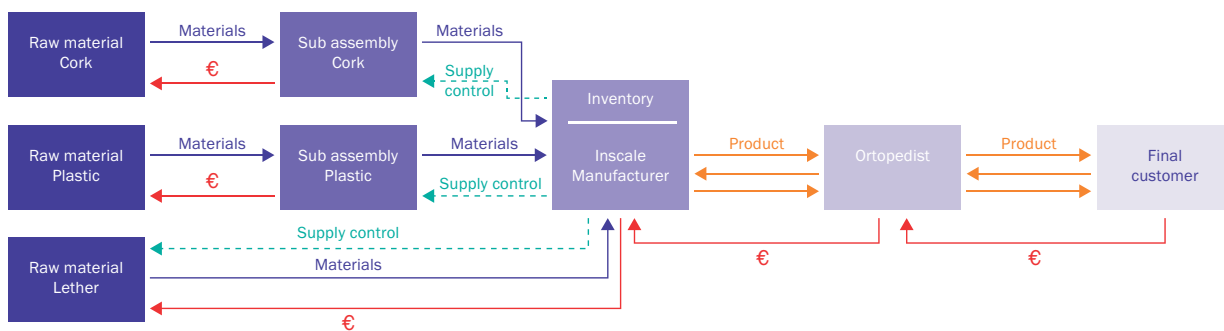 Raw material
Cork
Materials
€
Sub assembly
Cork
Materials
Supply
control
Raw material
Plastic
Materials
€
Sub assembly
Plastic
Materials
Supply control
Inventory
Inscale
Manufacturer
Product
Ortopedist
Product
Final
customer
Supply control
Raw material
Lether
Materials
€
€
€